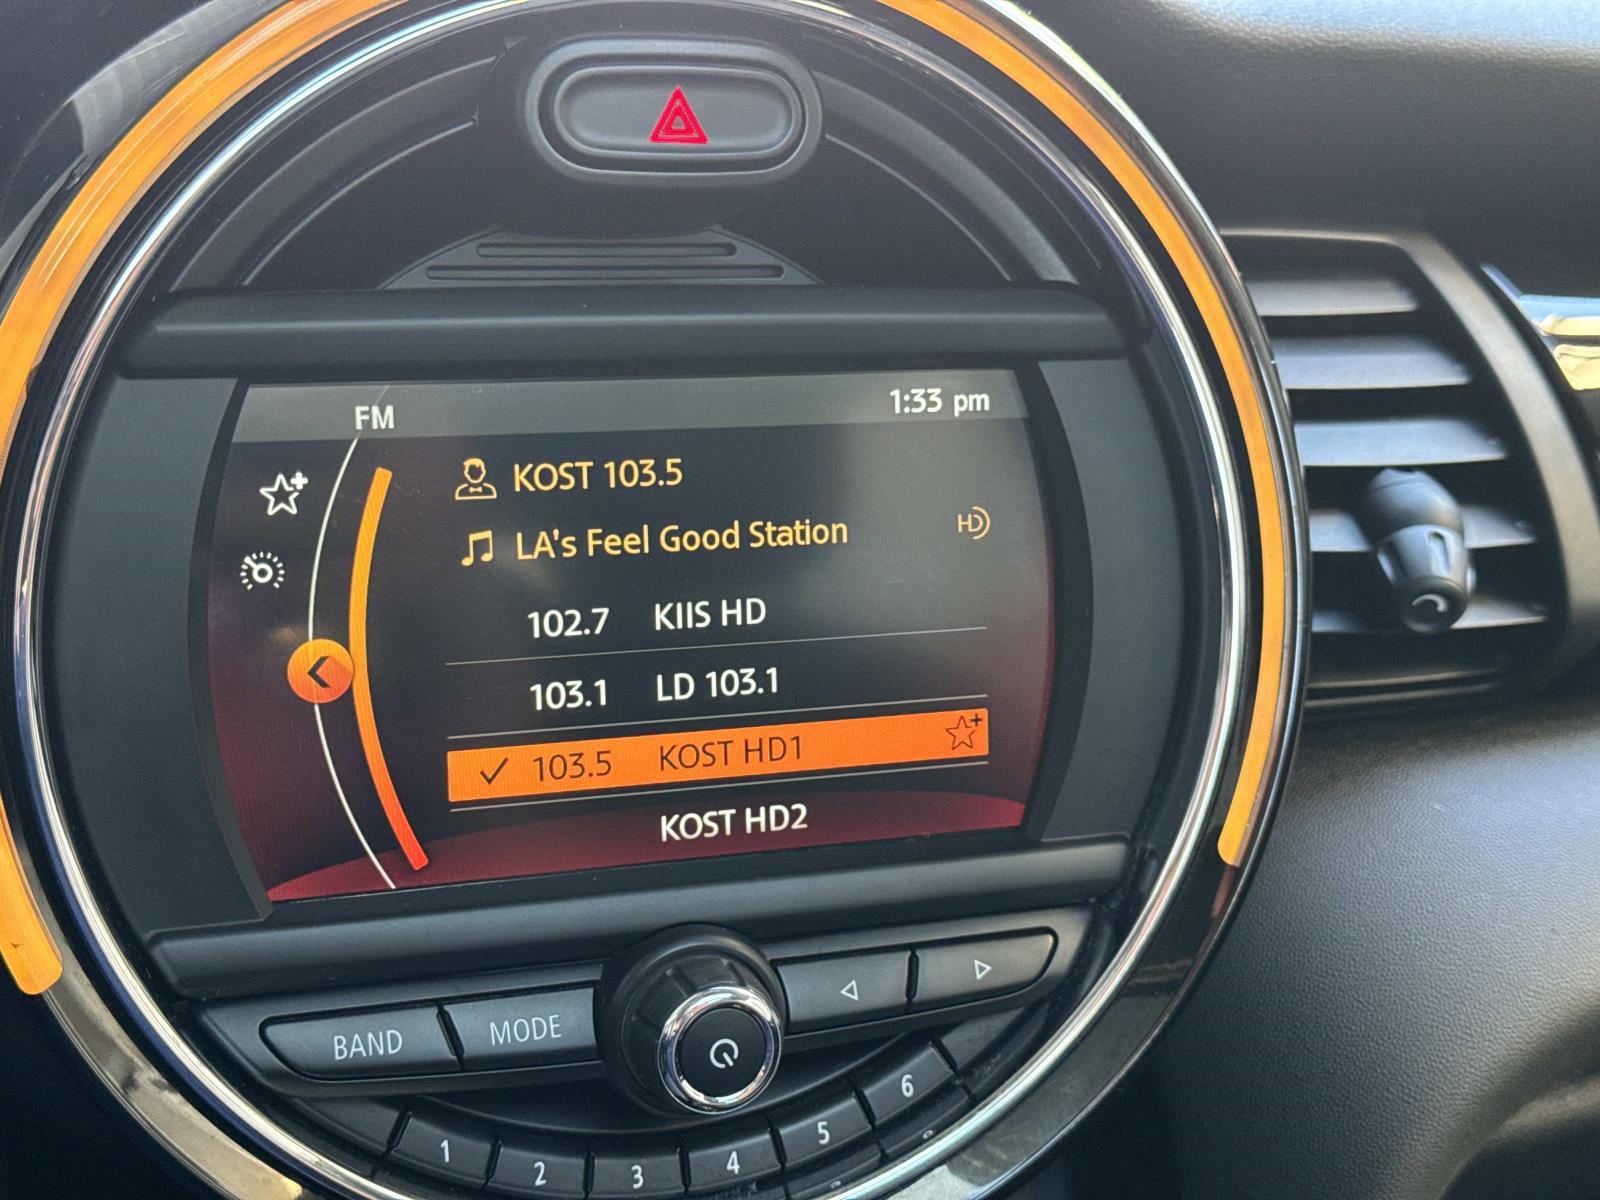 FM 1:33 pm
KOST 103.5
LA's Feel Good Station HD
102.7 KIIS HD
103.1 LD 103.1
103.5 KOST HD1
KOST HD2
BAND MODE
1 2 3 4 5 6